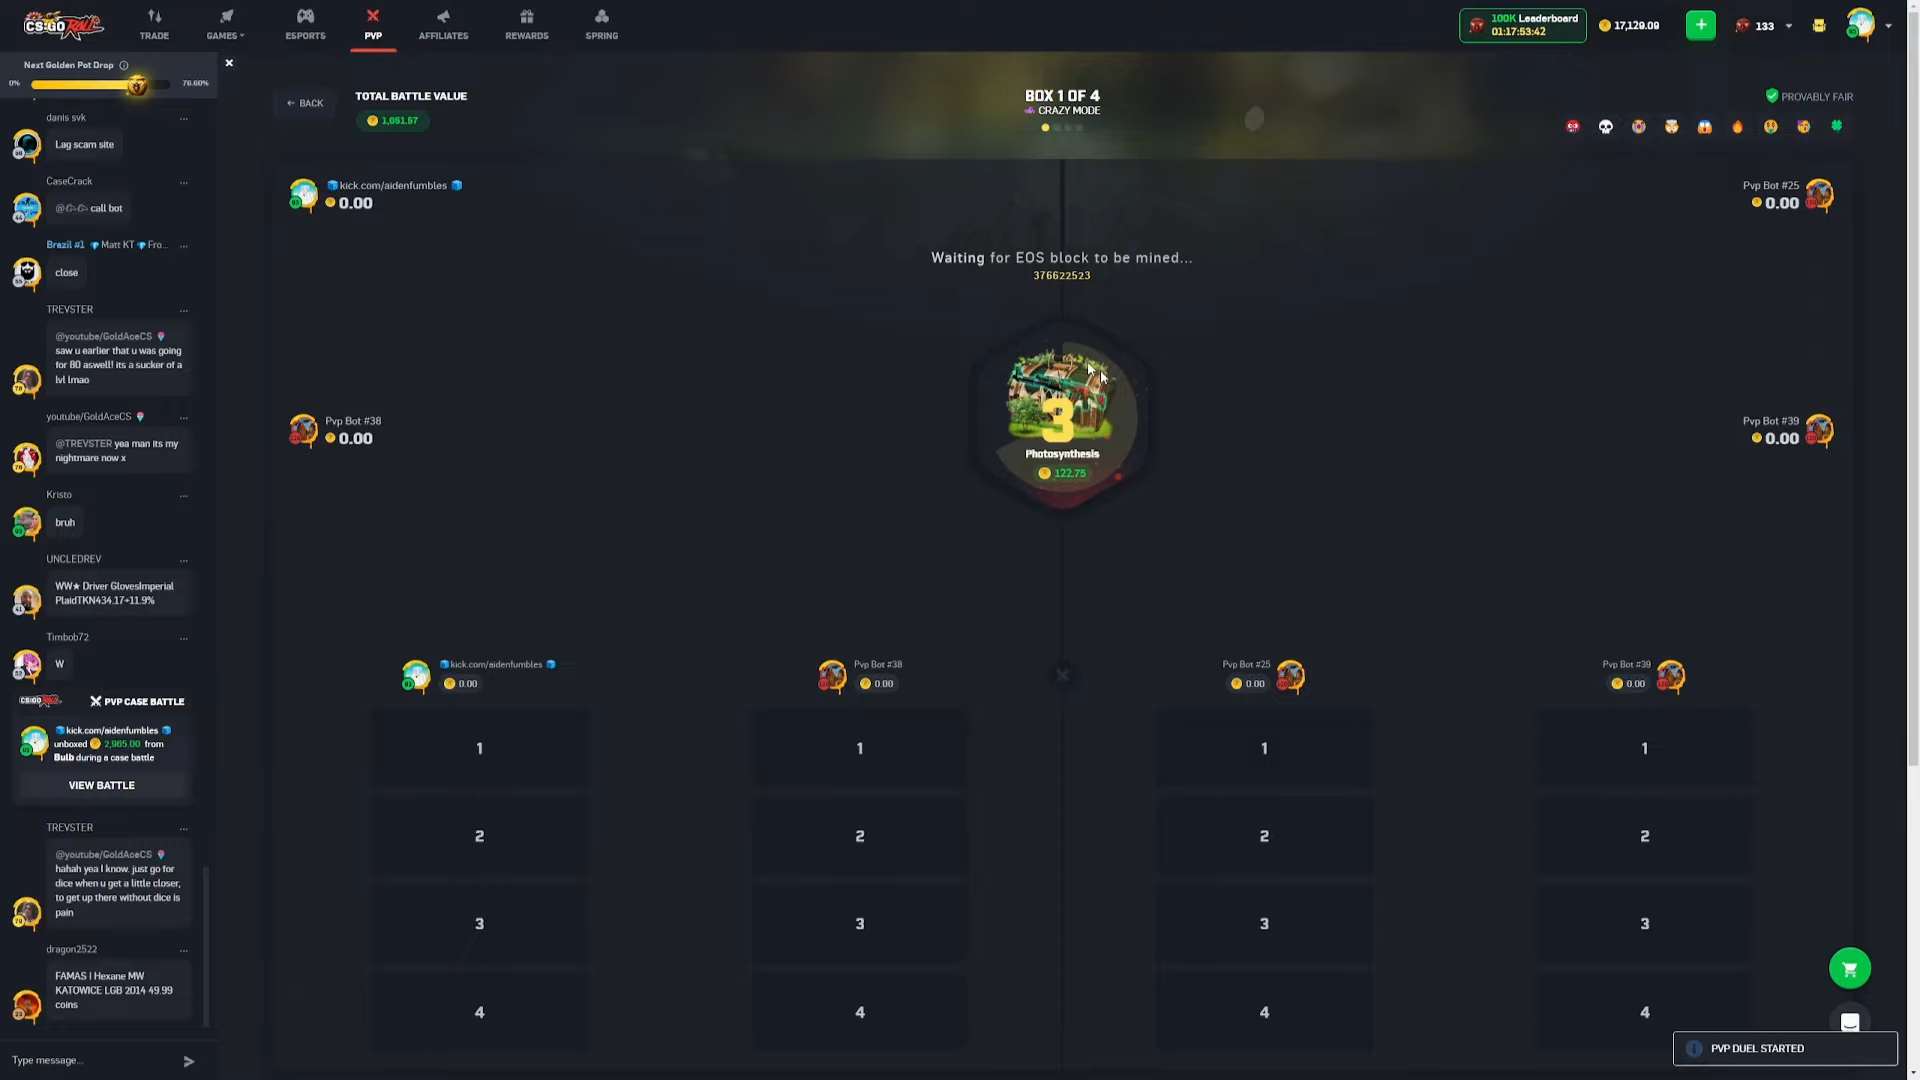 CS:GO ROLL
TRADE
GAMES
ESPORTS
PVP
AFFILIATES
REWARDS
SPRING
100K Leaderboard
01:17:53:42
17,129.09
+
133
Next Golden Pot Drop
0%
76.60%
danis svk
Lag scam site
CaseCrack
call bot
Brazil #1 Matt KT Fro...
close
TREVSTER
@youtube/GoldAceCS
saw u earlier that u was going
for 80 aswell! its a sucker of a
lvl lmao
youtube/GoldAceCS
@TREVSTER yea man its my
nightmare now x
Kristo
bruh
UNCLEDREV
WW★ Driver GlovesImperial
PlaidTKN434.17+11.9%
Timbob72
W
CS:GO ROLL
PVP CASE BATTLE
kick.com/aidenfumbles
unboxed 2,965.00 from
Bulb during a case battle
VIEW BATTLE
TREVSTER
@youtube/GoldAceCS
hahah yea I know. just go for
dice when u get a little closer,
to get up there without dice is
pain
dragon2522
FAMAS | Hexane MW
KATOWICE LGB 2014 49.99
coins
Type message...
← BACK
TOTAL BATTLE VALUE
1,051.57
BOX 1 OF 4
CRAZY MODE
PROVABLY FAIR
kick.com/aidenfumbles
0.00
Pvp Bot #25
0.00
Waiting for EOS block to be mined...
376622523
Pvp Bot #38
0.00
3
Photosynthesis
122.75
Pvp Bot #39
0.00
kick.com/aidenfumbles
0.00
Pvp Bot #38
0.00
Pvp Bot #25
0.00
Pvp Bot #39
0.00
1 1 1 1
2 2 2 2
3 3 3 3
4 4 4 4
PVP DUEL STARTED